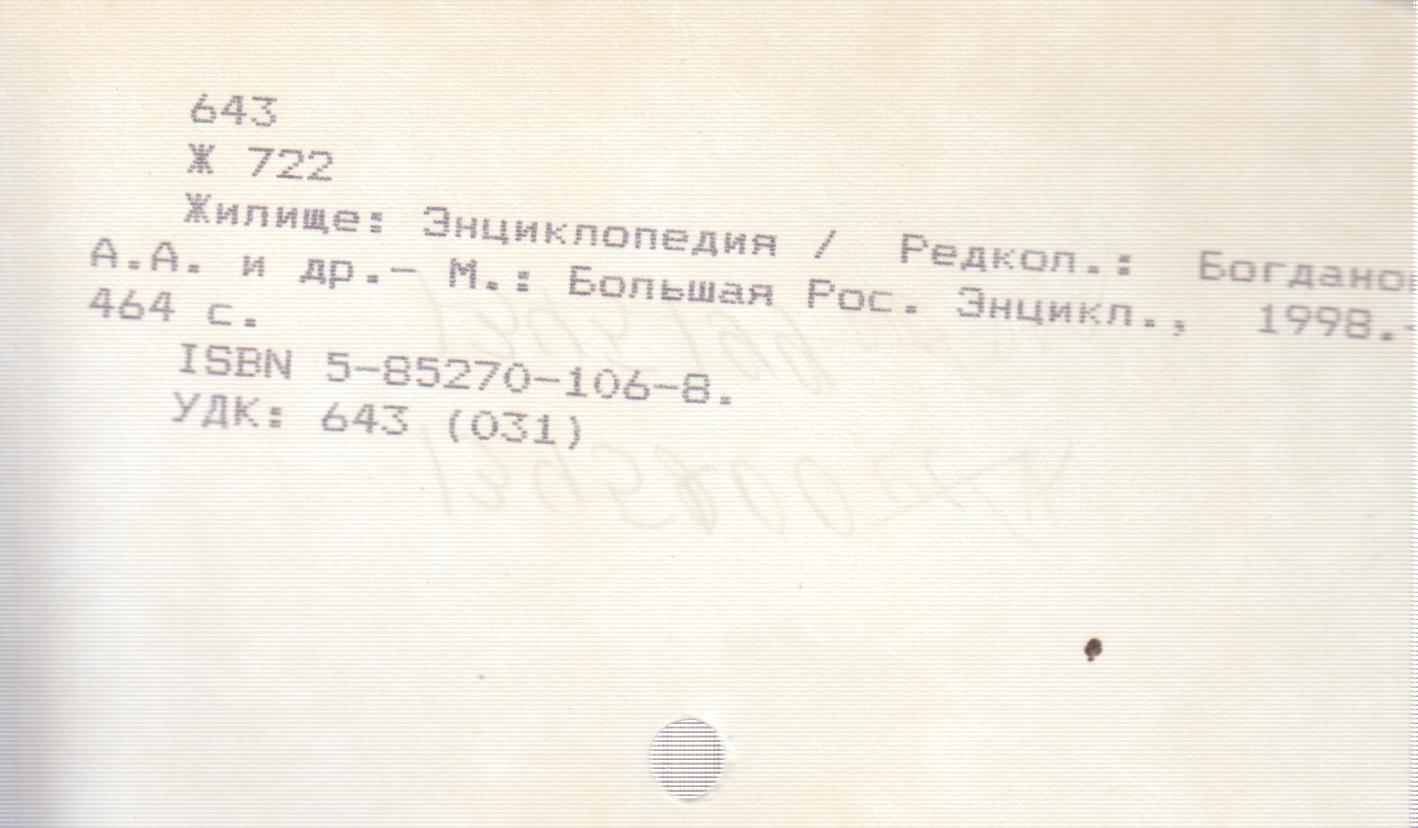 643
Ж 722
Жилище: Энциклопедия / Редкол.: Богданов
А.А. и др.- М.: Большая Рос. Энцикл., 1998.-
464 с.
ISBN 5-85270-106-8.
УДК: 643 (031)